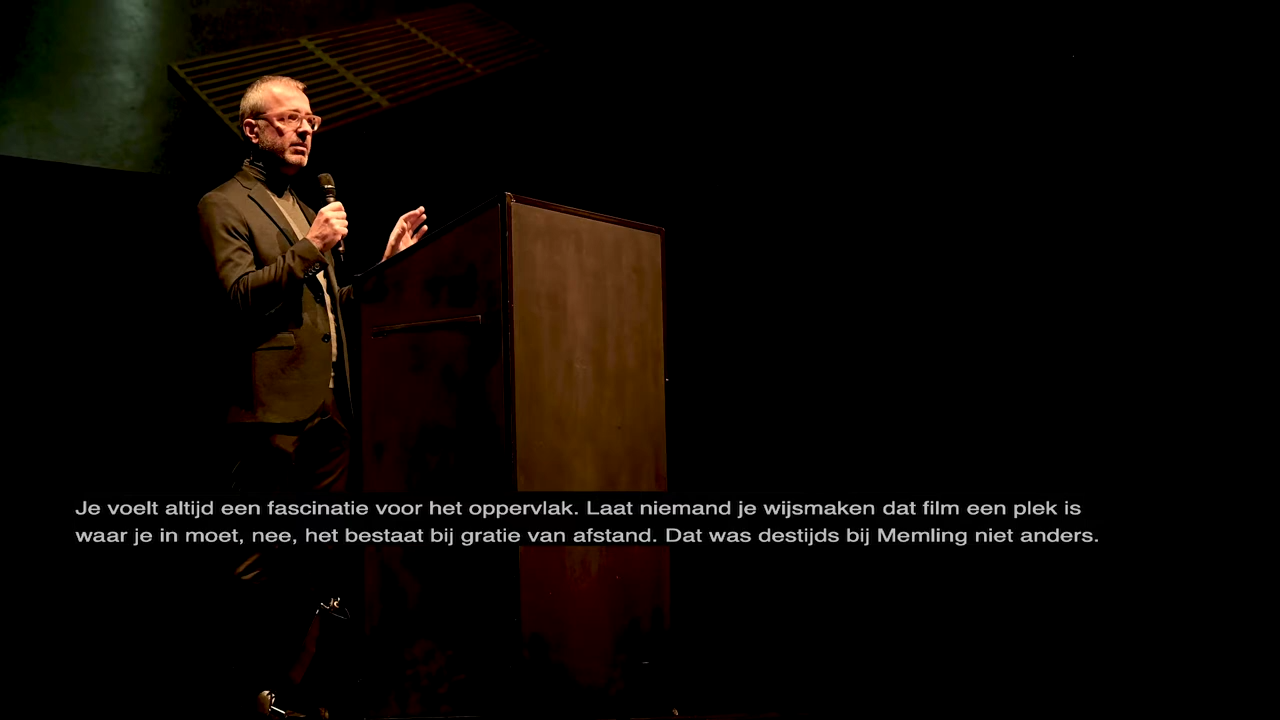 Je voelt altijd een fascinatie voor het oppervlak. Laat niemand je wijsmaken dat film een plek is
waar je in moet, nee, het bestaat bij gratie van afstand. Dat was destijds bij Memling niet anders.